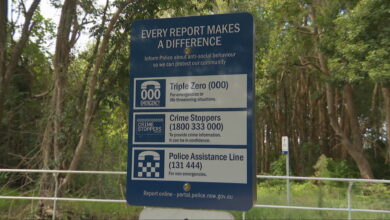 EVERY REPORT MAKES
A DIFFERENCE
Inform Police about anti-social behaviour
so we can protect our community
000
EMERGENCY
Triple Zero (000)
For emergencies or
life threatening situations.
CRIME
STOPPERS
Crime Stoppers
(1800 333 000)
To provide crime information.
It can be in confidence.
Police Assistance Line
(131 444)
For non emergencies.
Report online - portal.police.nsw.gov.au